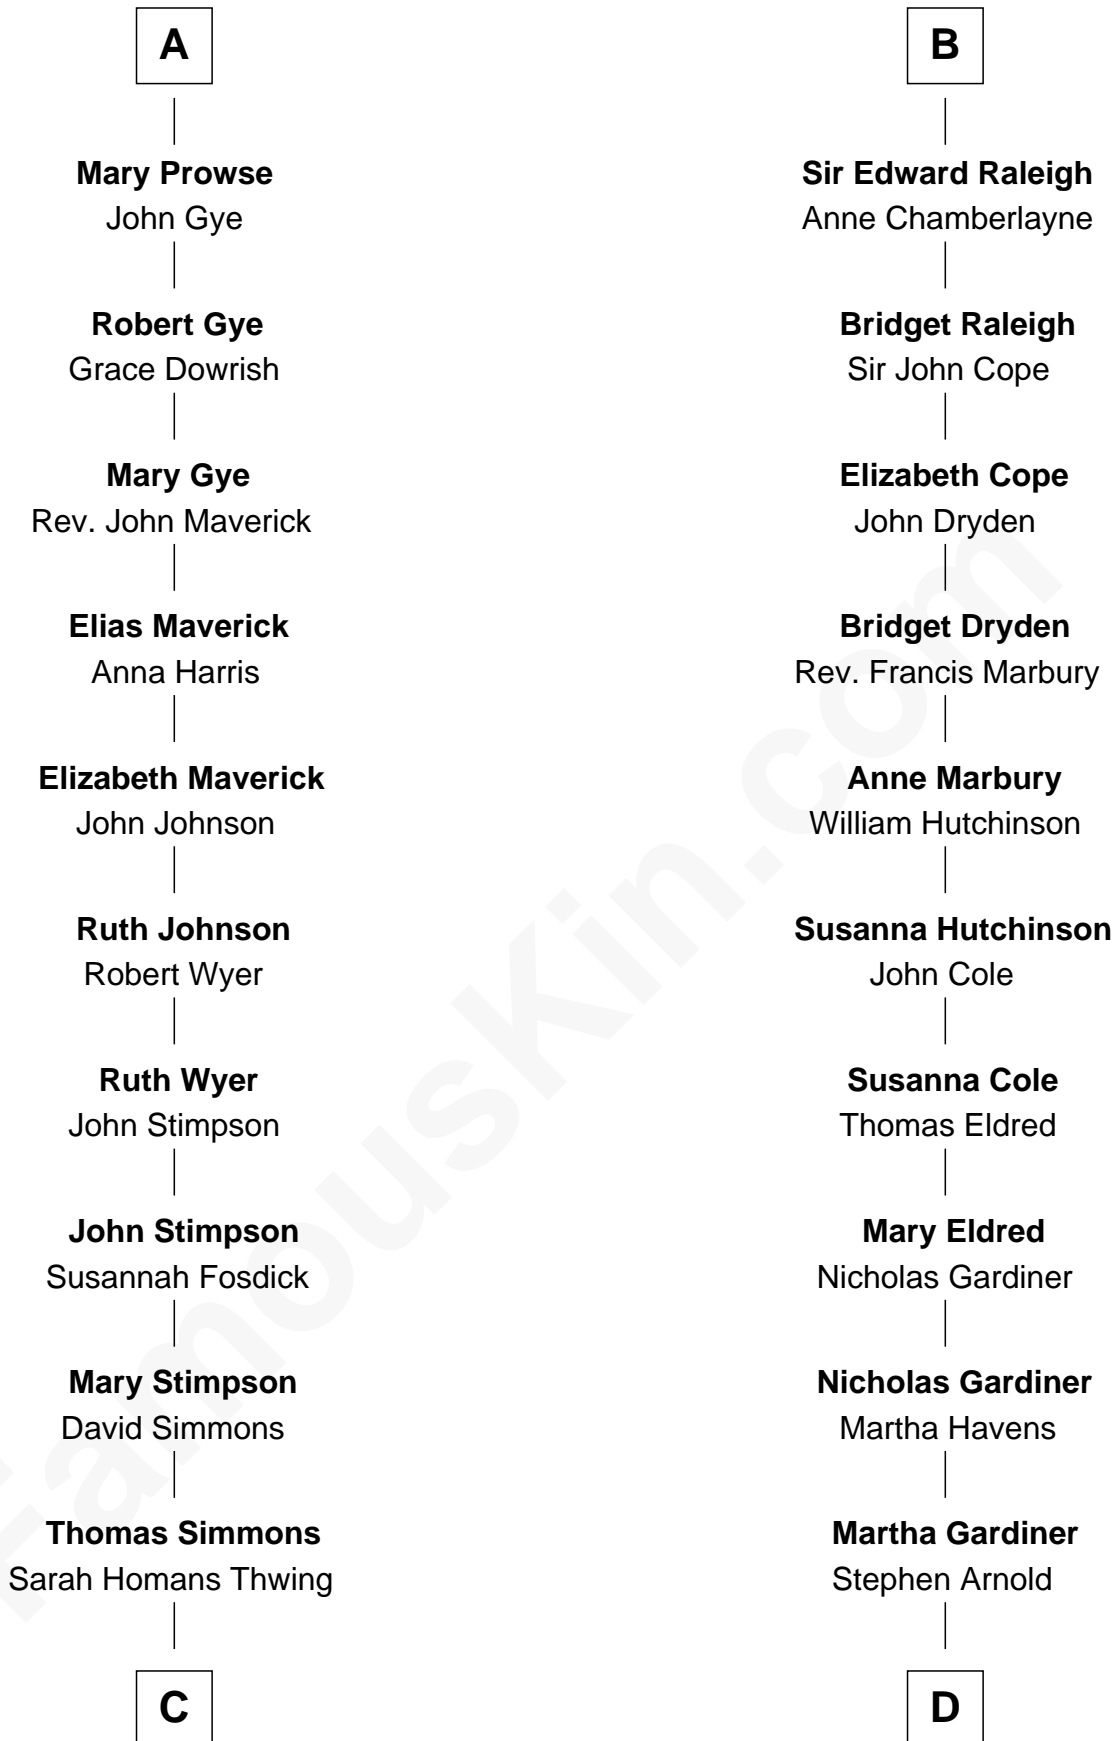 A
Mary Prowse
John Gye
Robert Gye
Grace Dowrish
Mary Gye
Rev. John Maverick
Elias Maverick
Anna Harris
Elizabeth Maverick
John Johnson
Ruth Johnson
Robert Wyer
Ruth Wyer
John Stimpson
John Stimpson
Susannah Fosdick
Mary Stimpson
David Simmons
Thomas Simmons
Sarah Homans Thwing
C
B
Sir Edward Raleigh
Anne Chamberlayne
Bridget Raleigh
Sir John Cope
Elizabeth Cope
John Dryden
Bridget Dryden
Rev. Francis Marbury
Anne Marbury
William Hutchinson
Susanna Hutchinson
John Cole
Susanna Cole
Thomas Eldred
Mary Eldred
Nicholas Gardiner
Nicholas Gardiner
Martha Havens
Martha Gardiner
Stephen Arnold
D
FamousKin.com